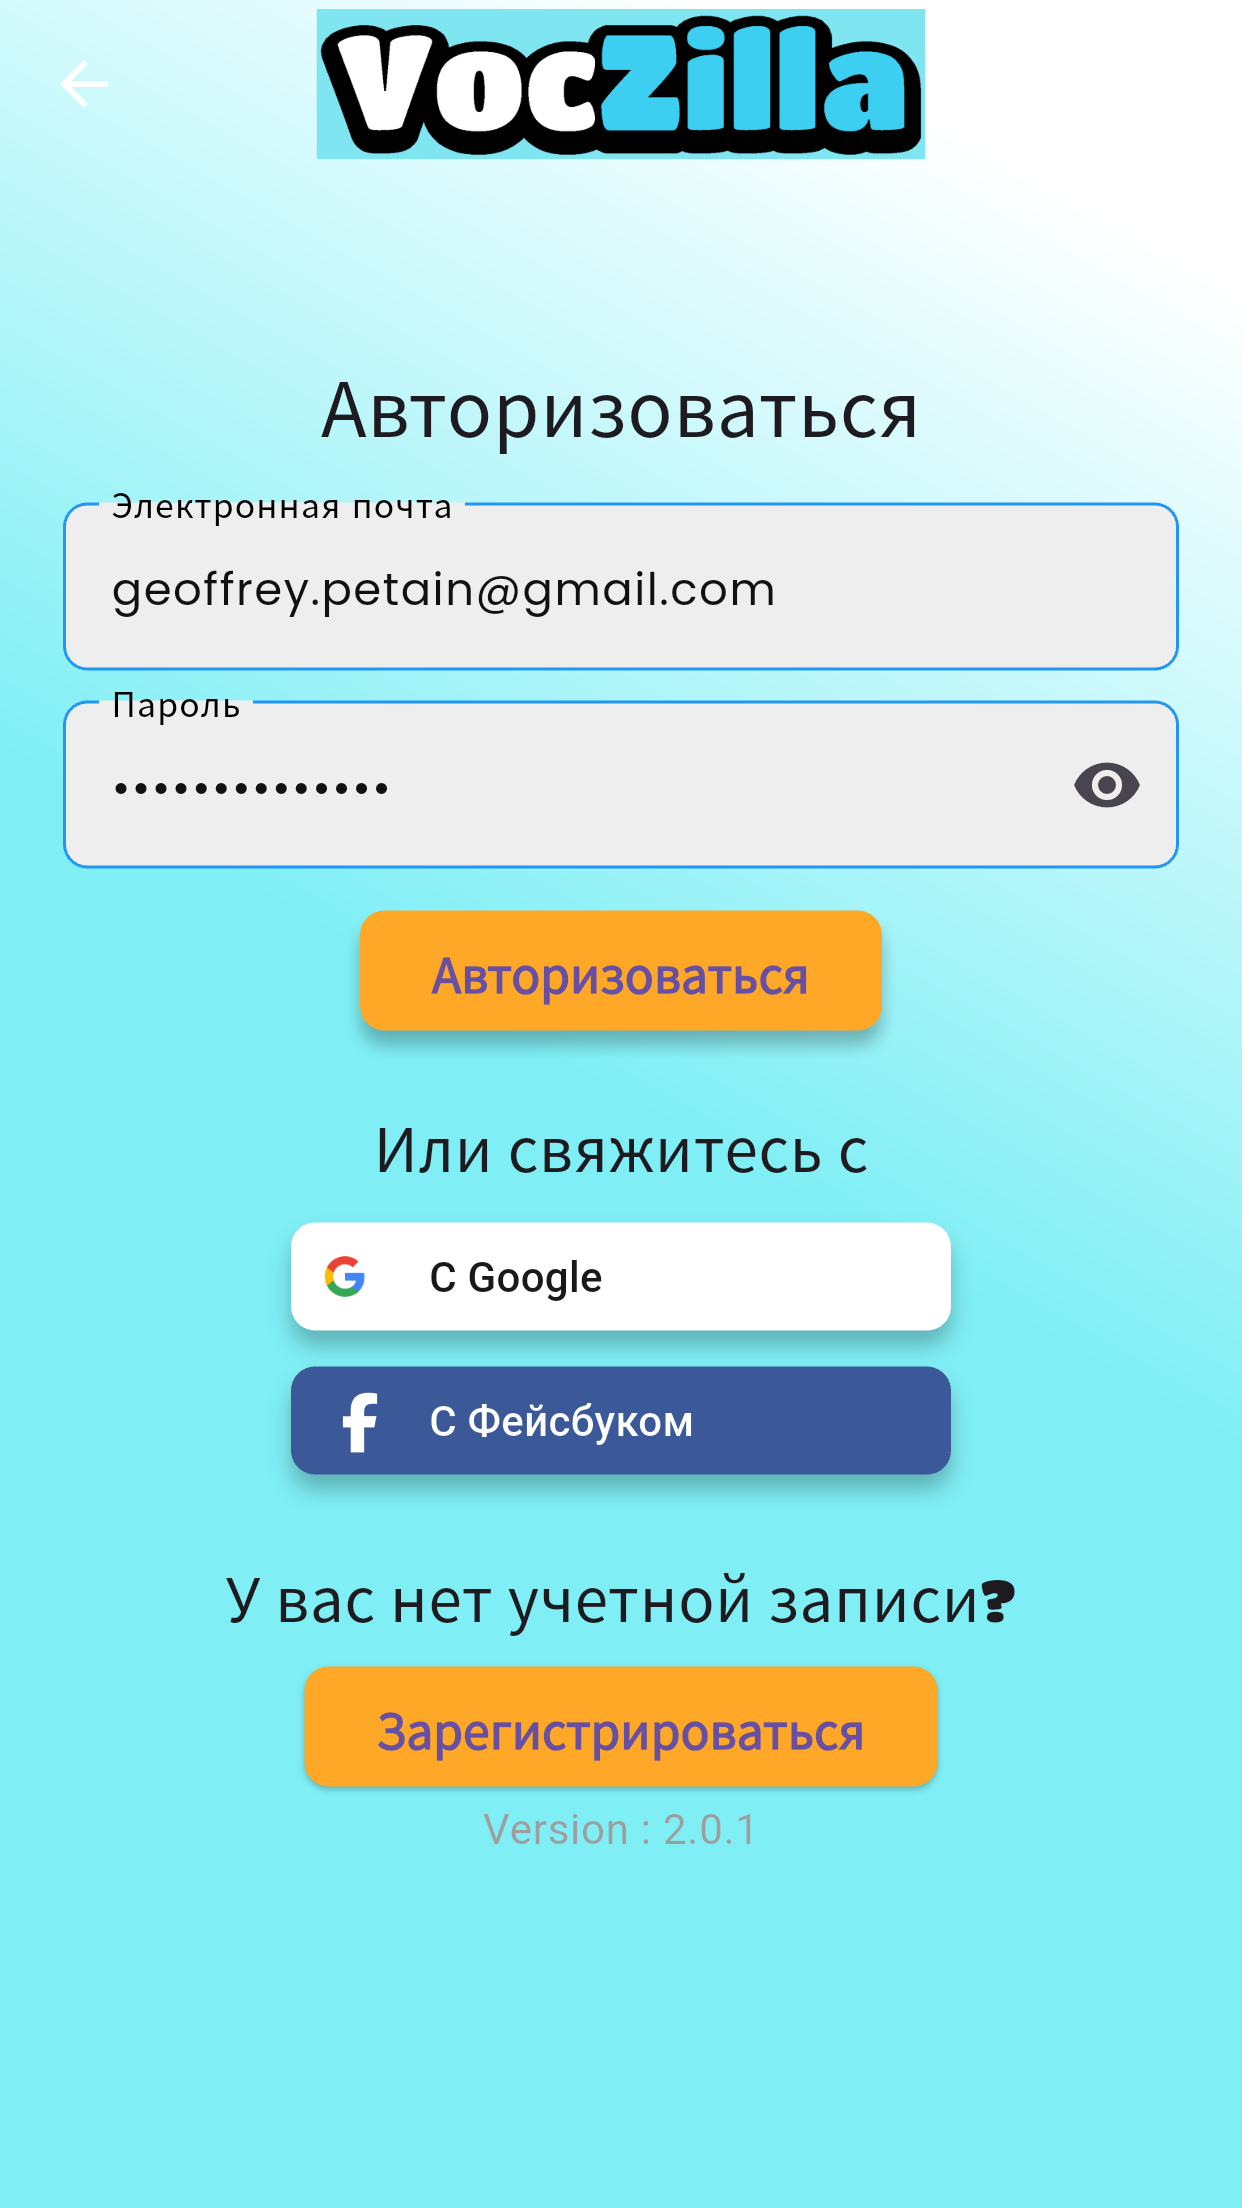 VocZilla
Авторизоваться
Электронная почта
geoffrey.petain@gmail.com
Пароль
••••••••••••••
Авторизоваться
Или свяжитесь с
С Google
С Фейсбуком
У вас нет учетной записи?
Зарегистрироваться
Version : 2.0.1